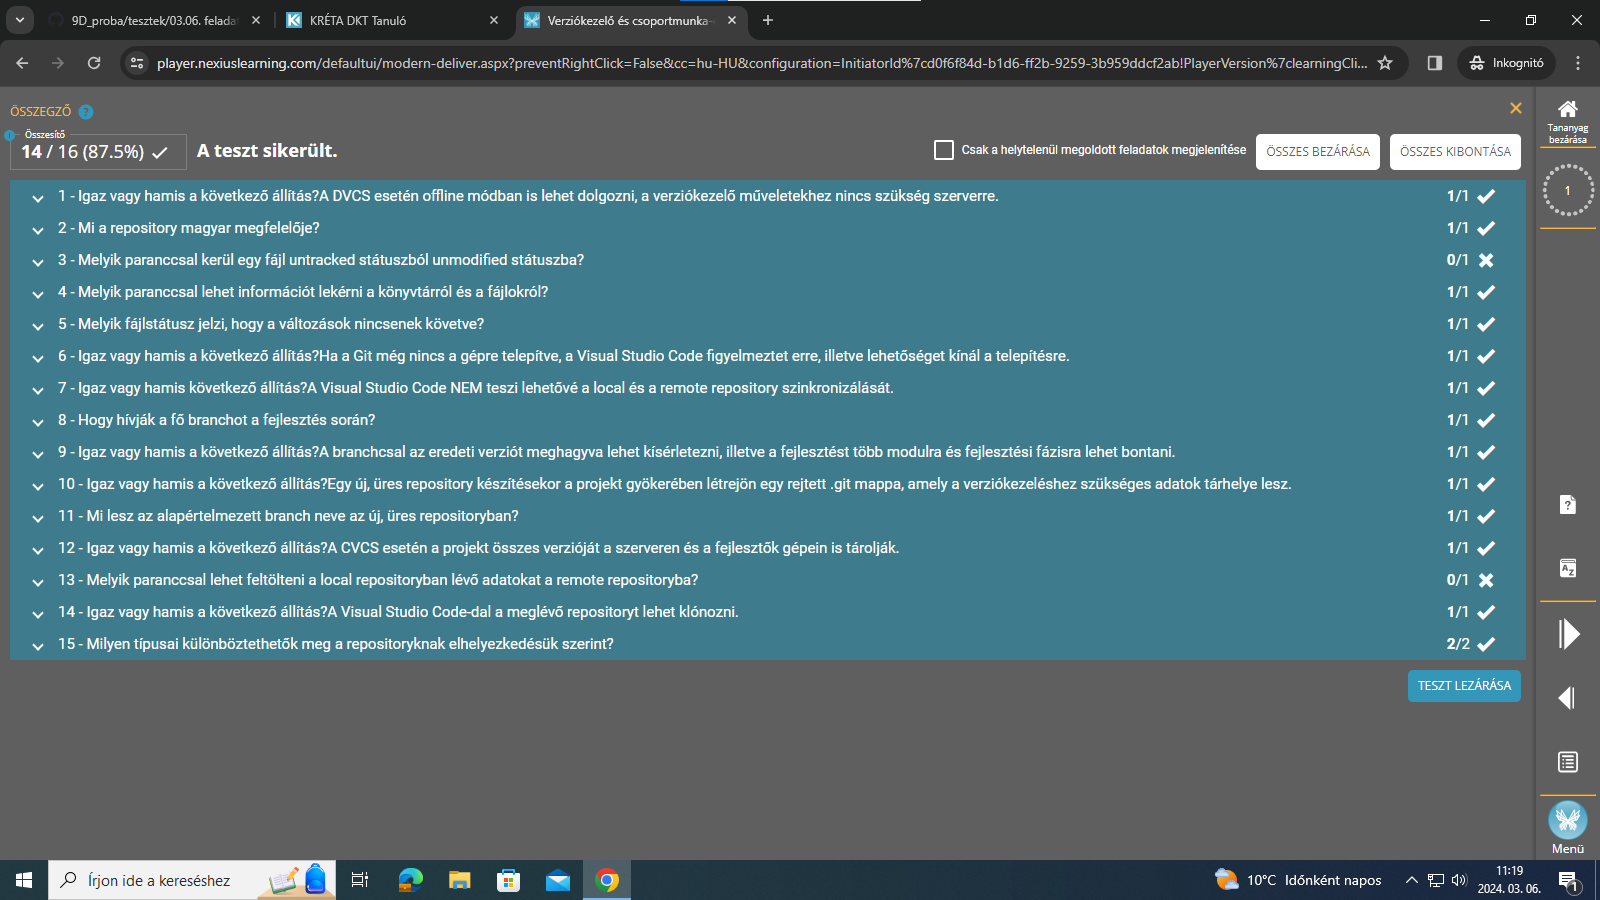 9D_proba/tesztek/03.06. felada
KRÉTA DKT Tanuló
Verziókezelő és csoportmunka-
player.nexiuslearning.com/defaultui/modern-deliver.aspx?preventRightClick=False&cc=hu-HU&configuration=InitiatorId%7cd0f6f84d-b1d6-ff2b-9259-3b959ddcf2ab!PlayerVersion%7clearningCli...
Inkognitó
ÖSSZEGZŐ ?
Összesítő
14 / 16 (87.5%)
A teszt sikerült.
Csak a helytelenül megoldott feladatok megjelenítése
ÖSSZES BEZÁRÁSA
ÖSSZES KIBONTÁSA
Tananyag
bezárása
1
1 - Igaz vagy hamis a következő állítás?A DVCS esetén offline módban is lehet dolgozni, a verziókezelő műveletekhez nincs szükség szerverre. 1/1
2 - Mi a repository magyar megfelelője? 1/1
3 - Melyik paranccsal kerül egy fájl untracked státuszból unmodified státuszba? 0/1
4 - Melyik paranccsal lehet információt lekérni a könyvtárról és a fájlokról? 1/1
5 - Melyik fájlstátusz jelzi, hogy a változások nincsenek követve? 1/1
6 - Igaz vagy hamis a következő állítás?Ha a Git még nincs a gépre telepítve, a Visual Studio Code figyelmeztet erre, illetve lehetőséget kínál a telepítésre. 1/1
7 - Igaz vagy hamis következő állítás?A Visual Studio Code NEM teszi lehetővé a local és a remote repository szinkronizálását. 1/1
8 - Hogy hívják a fő branchot a fejlesztés során? 1/1
9 - Igaz vagy hamis a következő állítás?A branchcsal az eredeti verziót meghagyva lehet kísérletezni, illetve a fejlesztést több modulra és fejlesztési fázisra lehet bontani. 1/1
10 - Igaz vagy hamis a következő állítás?Egy új, üres repository készítésekor a projekt gyökerében létrejön egy rejtett .git mappa, amely a verziókezeléshez szükséges adatok tárhelye lesz. 1/1
11 - Mi lesz az alapértelmezett branch neve az új, üres repositoryban? 1/1
12 - Igaz vagy hamis a következő állítás?A CVCS esetén a projekt összes verzióját a szerveren és a fejlesztők gépein is tárolják. 1/1
13 - Melyik paranccsal lehet feltölteni a local repositoryban lévő adatokat a remote repositoryba? 0/1
14 - Igaz vagy hamis a következő állítás?A Visual Studio Code-dal a meglévő repositoryt lehet klónozni. 1/1
15 - Milyen típusai különböztethetők meg a repositoryknak elhelyezkedésük szerint? 2/2
TESZT LEZÁRÁSA
Menü
Írjon ide a kereséshez
10°C Időnként napos
11:19
2024. 03. 06.
1